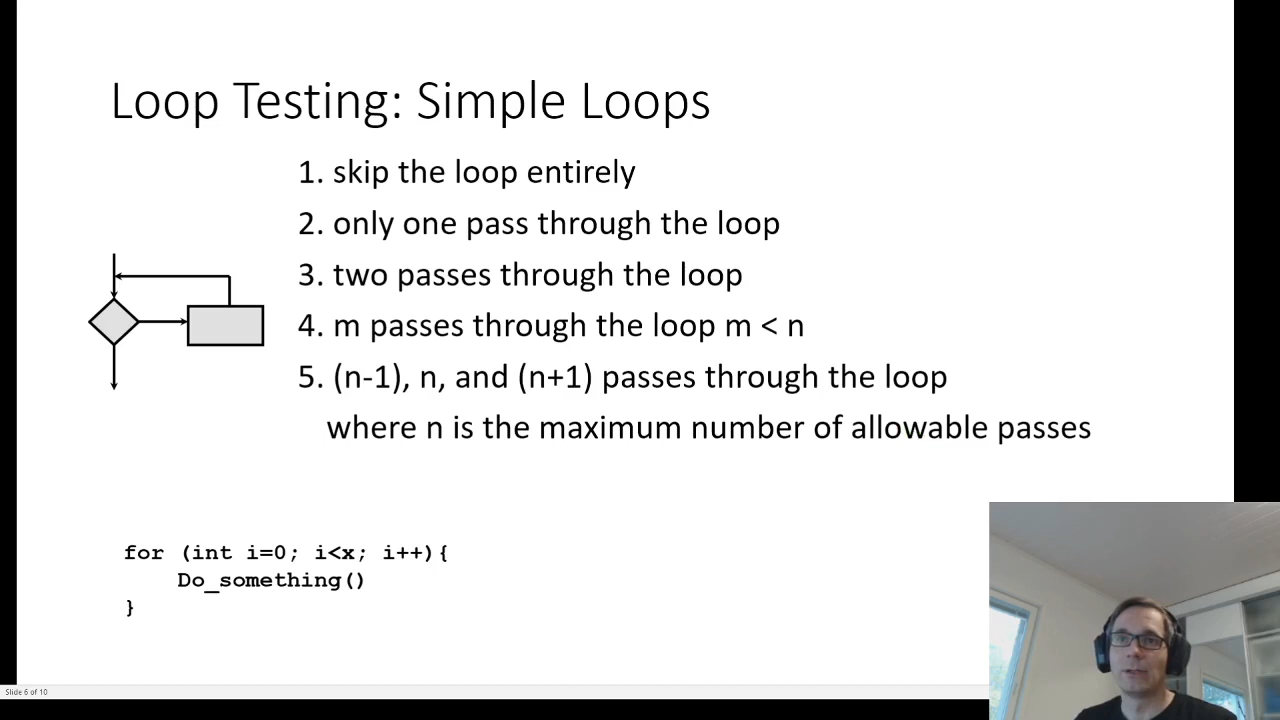 Loop Testing: Simple Loops
1. skip the loop entirely
2. only one pass through the loop
3. two passes through the loop
4. m passes through the loop m < n
5. (n-1), n, and (n+1) passes through the loop
where n is the maximum number of allowable passes
for (int i=0; i<x; i++){
Do_something()
}
Slide 6 of 10